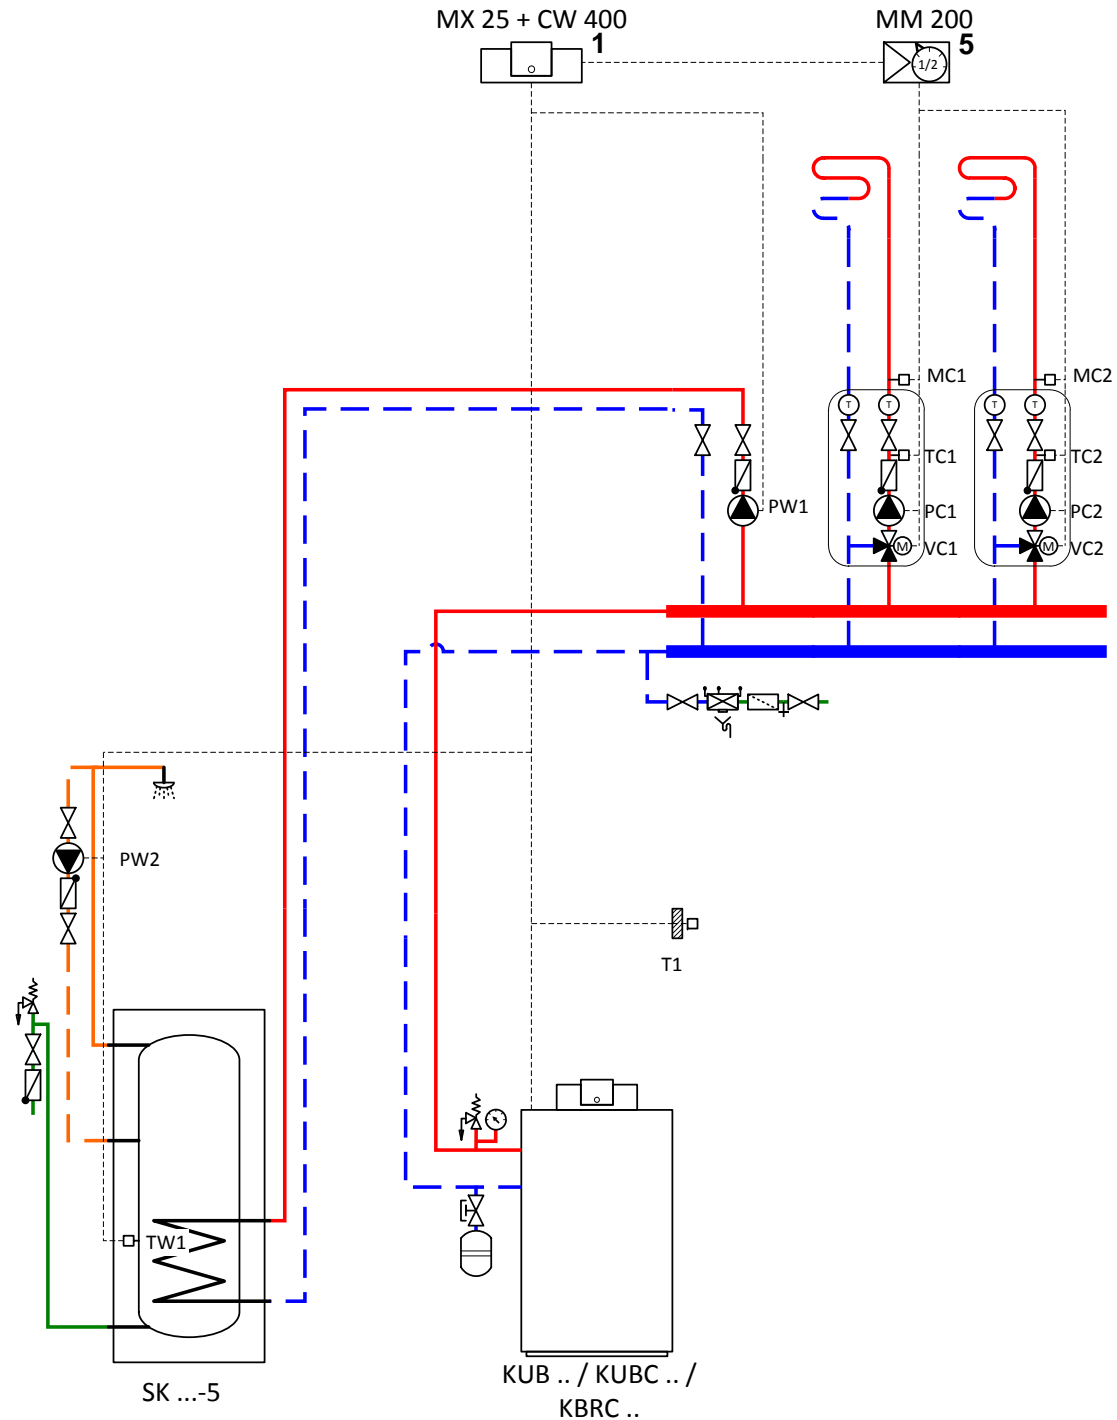 MX 25 + CW 400
1
MM 200
5
1/2
MC1
MC2
T
T
T
T
TC1
TC2
PW1
PC1
PC2
M
VC1
M
VC2
PW2
T1
TW1
SK ...-5
KUB .. / KUBC .. /
KBRC ..